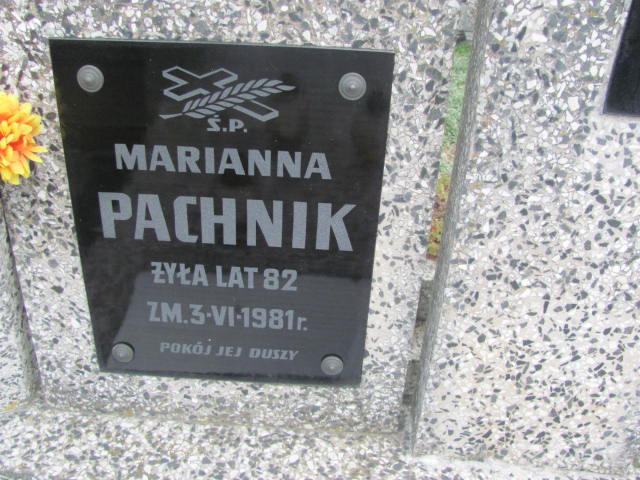 Ś.P.
MARIANNA
PACHNIK
ŻYŁA LAT 82
ZM. 3-VI-1981r.
POKÓJ JEJ DUSZY